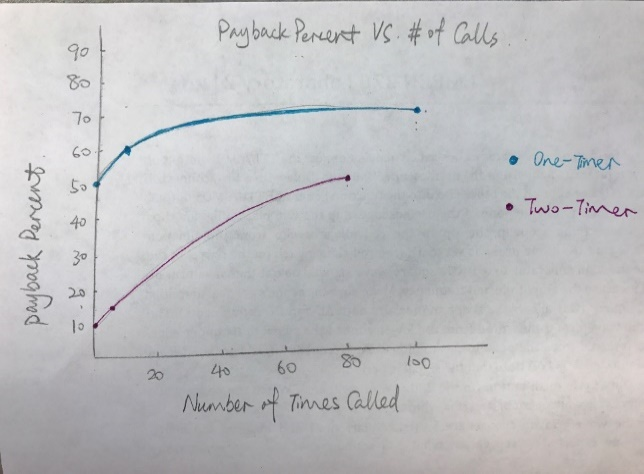 Payback Percent VS. # of Calls
90
80
70
60
50
40
30
20
10
Payback Percent
20 40 60 80 100
Number of Times Called
One-Timer
Two-Timer